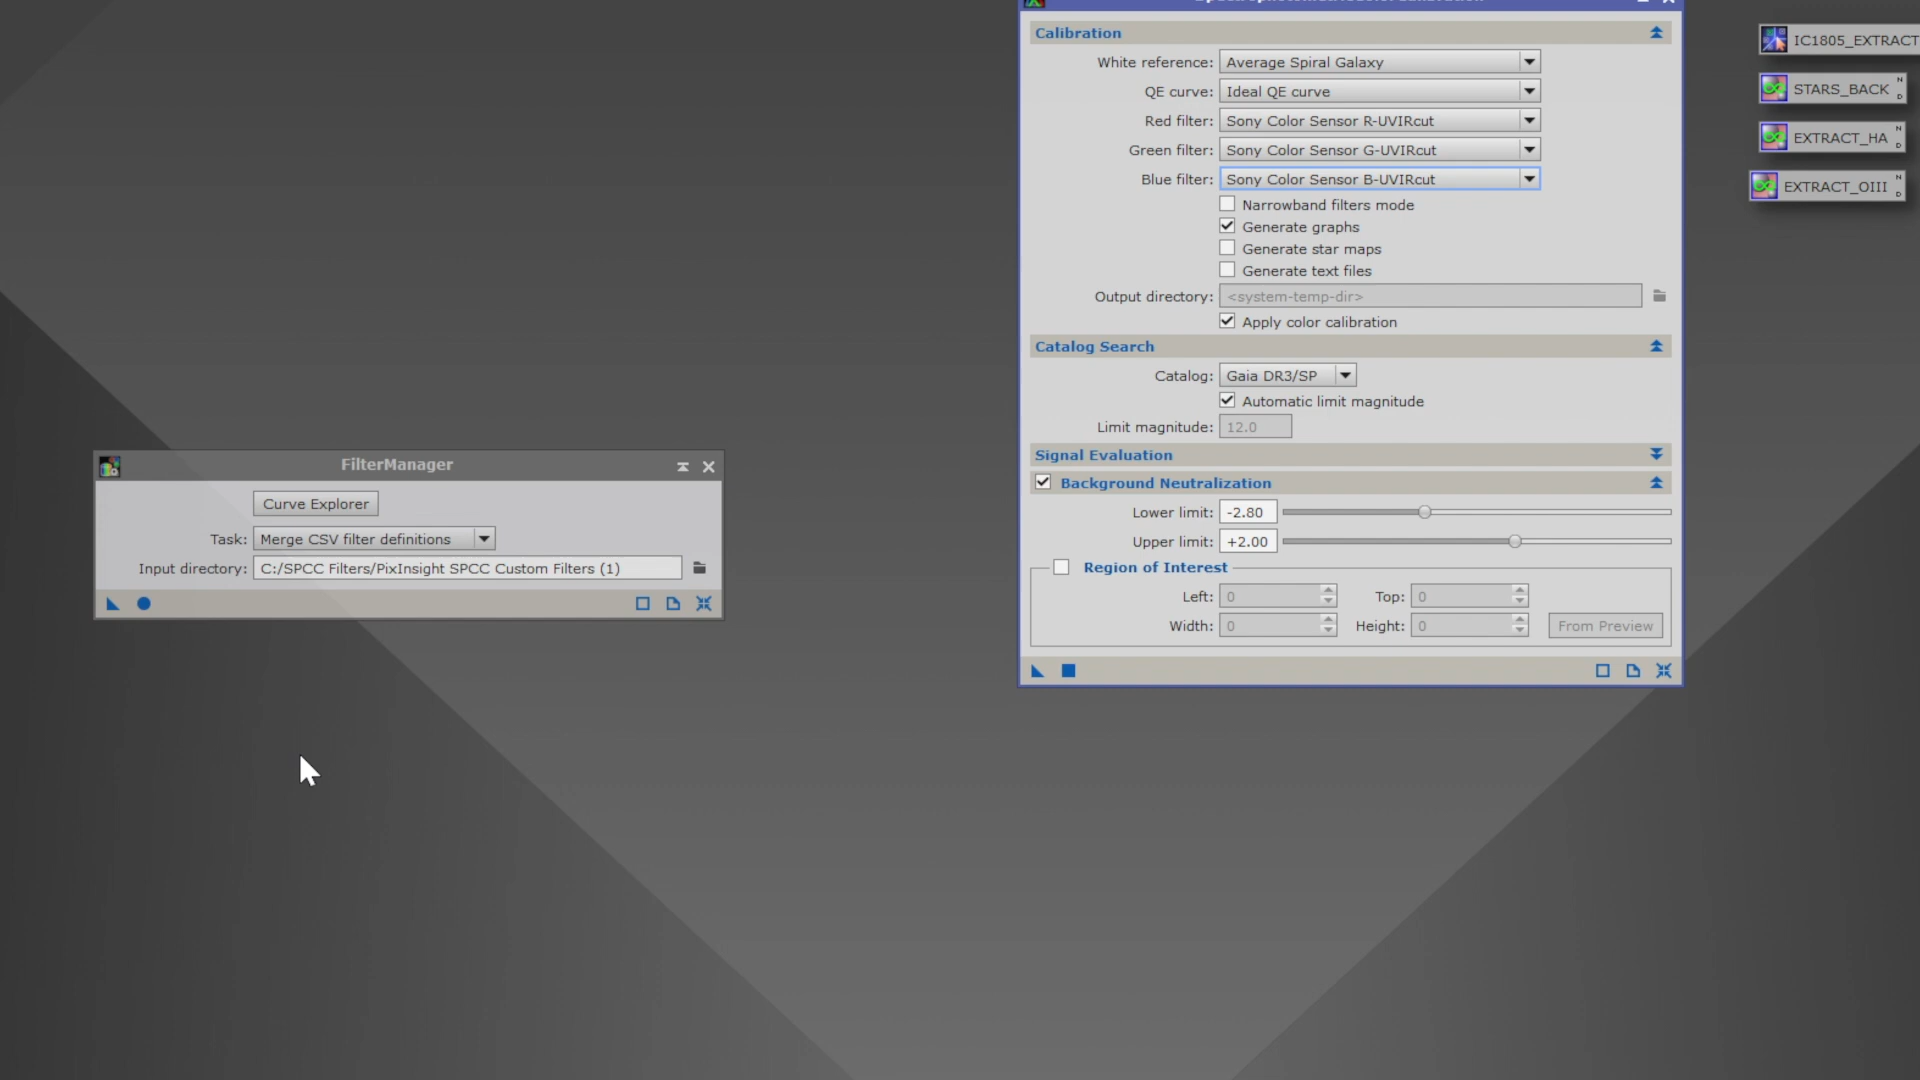 Calibration
White reference: Average Spiral Galaxy
QE curve: Ideal QE curve
Red filter: Sony Color Sensor R-UVIRcut
Green filter: Sony Color Sensor G-UVIRcut
Blue filter: Sony Color Sensor B-UVIRcut
Narrowband filters mode
Generate graphs
Generate star maps
Generate text files
Output directory: <system-temp-dir>
Apply color calibration
Catalog Search
Catalog: Gaia DR3/SP
Automatic limit magnitude
Limit magnitude: 12.0
Signal Evaluation
Background Neutralization
Lower limit: -2.80
Upper limit: +2.00
Region of Interest
Left: 0 Top: 0
Width: 0 Height: 0 From Preview
IC1805_EXTRACT
STARS_BACK N D
EXTRACT_HA N D
EXTRACT_OIII N D
FilterManager
Curve Explorer
Task: Merge CSV filter definitions
Input directory: C:/SPCC Filters/PixInsight SPCC Custom Filters (1)